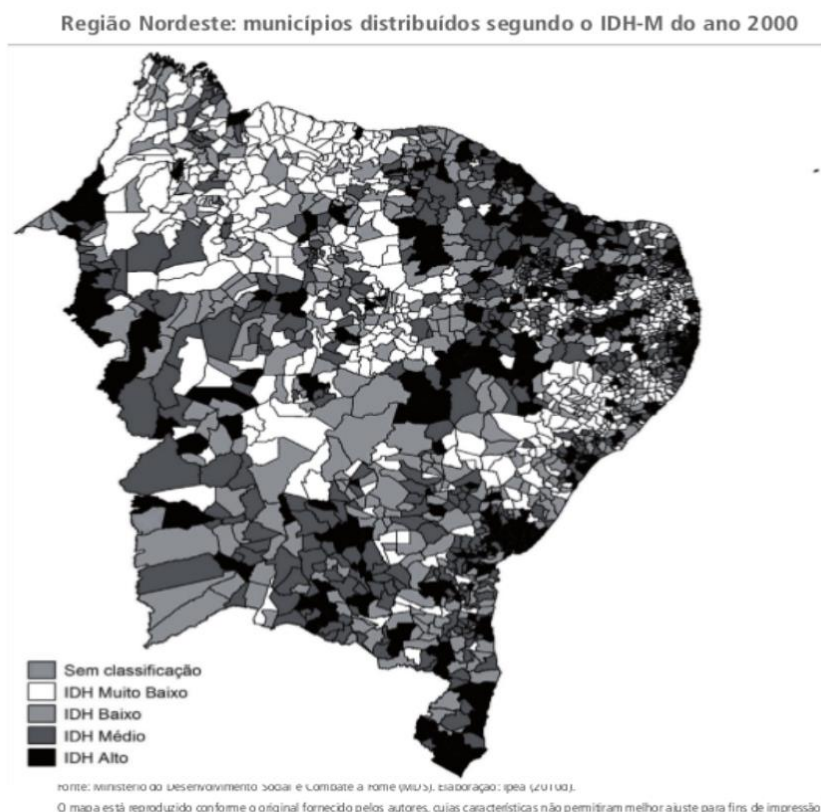 Região Nordeste: municípios distribuídos segundo o IDH-M do ano 2000
Sem classificação
IDH Muito Baixo
IDH Baixo
IDH Médio
IDH Alto
Fonte: Ministério do Desenvolvimento Social e Combate à Fome (MDS). Elaboração: Ipea (2010d).
O mapa está reproduzido conforme o original fornecido pelos autores, cujas características não permitiram melhor ajuste para fins de impressão